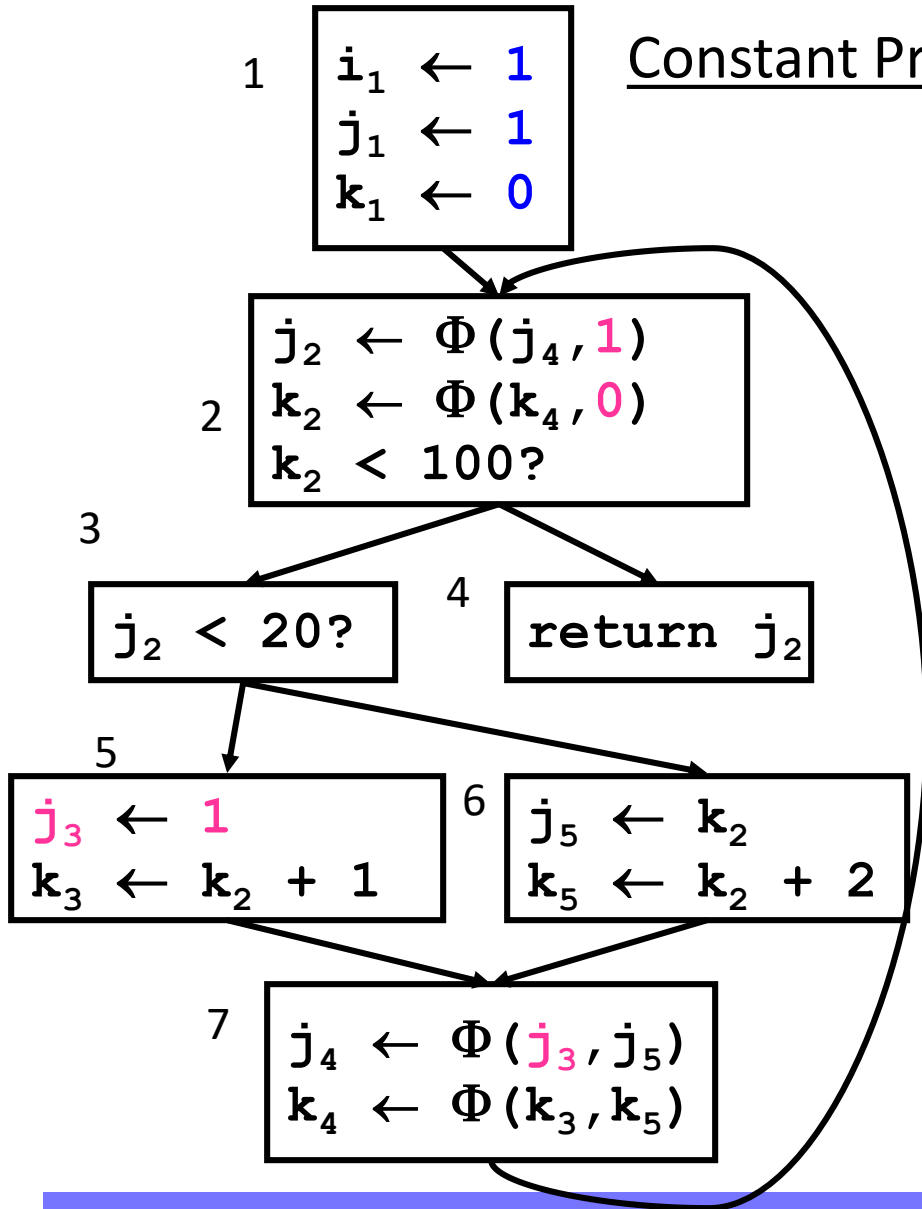 Constant Pr
1
i₁ ← 1
j₁ ← 1
k₁ ← 0
2
j₂ ← Φ(j₄,1)
k₂ ← Φ(k₄,0)
k₂ < 100?
3
j₂ < 20?
4
return j₂
5
j₃ ← 1
k₃ ← k₂ + 1
6
j₅ ← k₂
k₅ ← k₂ + 2
7
j₄ ← Φ(j₃,j₅)
k₄ ← Φ(k₃,k₅)